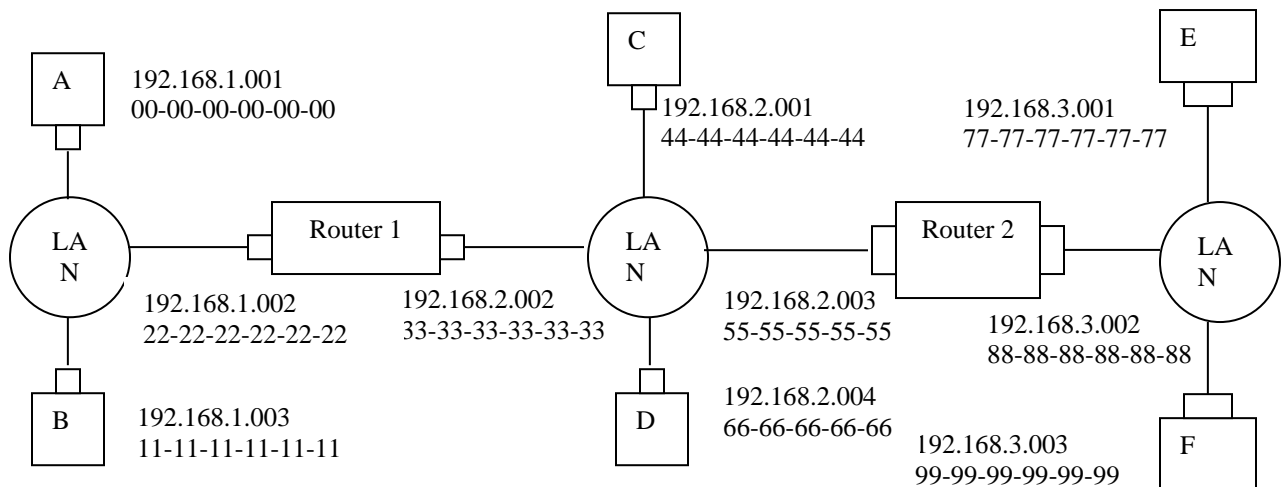 A
192.168.1.001
00-00-00-00-00-00
C
192.168.2.001
44-44-44-44-44-44
E
192.168.3.001
77-77-77-77-77-77
LA
N
Router 1
LA
N
Router 2
LA
N
192.168.1.002
22-22-22-22-22-22
192.168.2.002
33-33-33-33-33-33
192.168.2.003
55-55-55-55-55
192.168.3.002
88-88-88-88-88-88
B
192.168.1.003
11-11-11-11-11-11
D
192.168.2.004
66-66-66-66-66
192.168.3.003
99-99-99-99-99-99
F